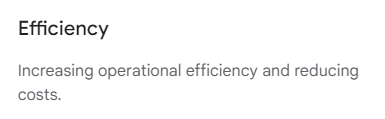 Efficiency
Increasing operational efficiency and reducing
costs.